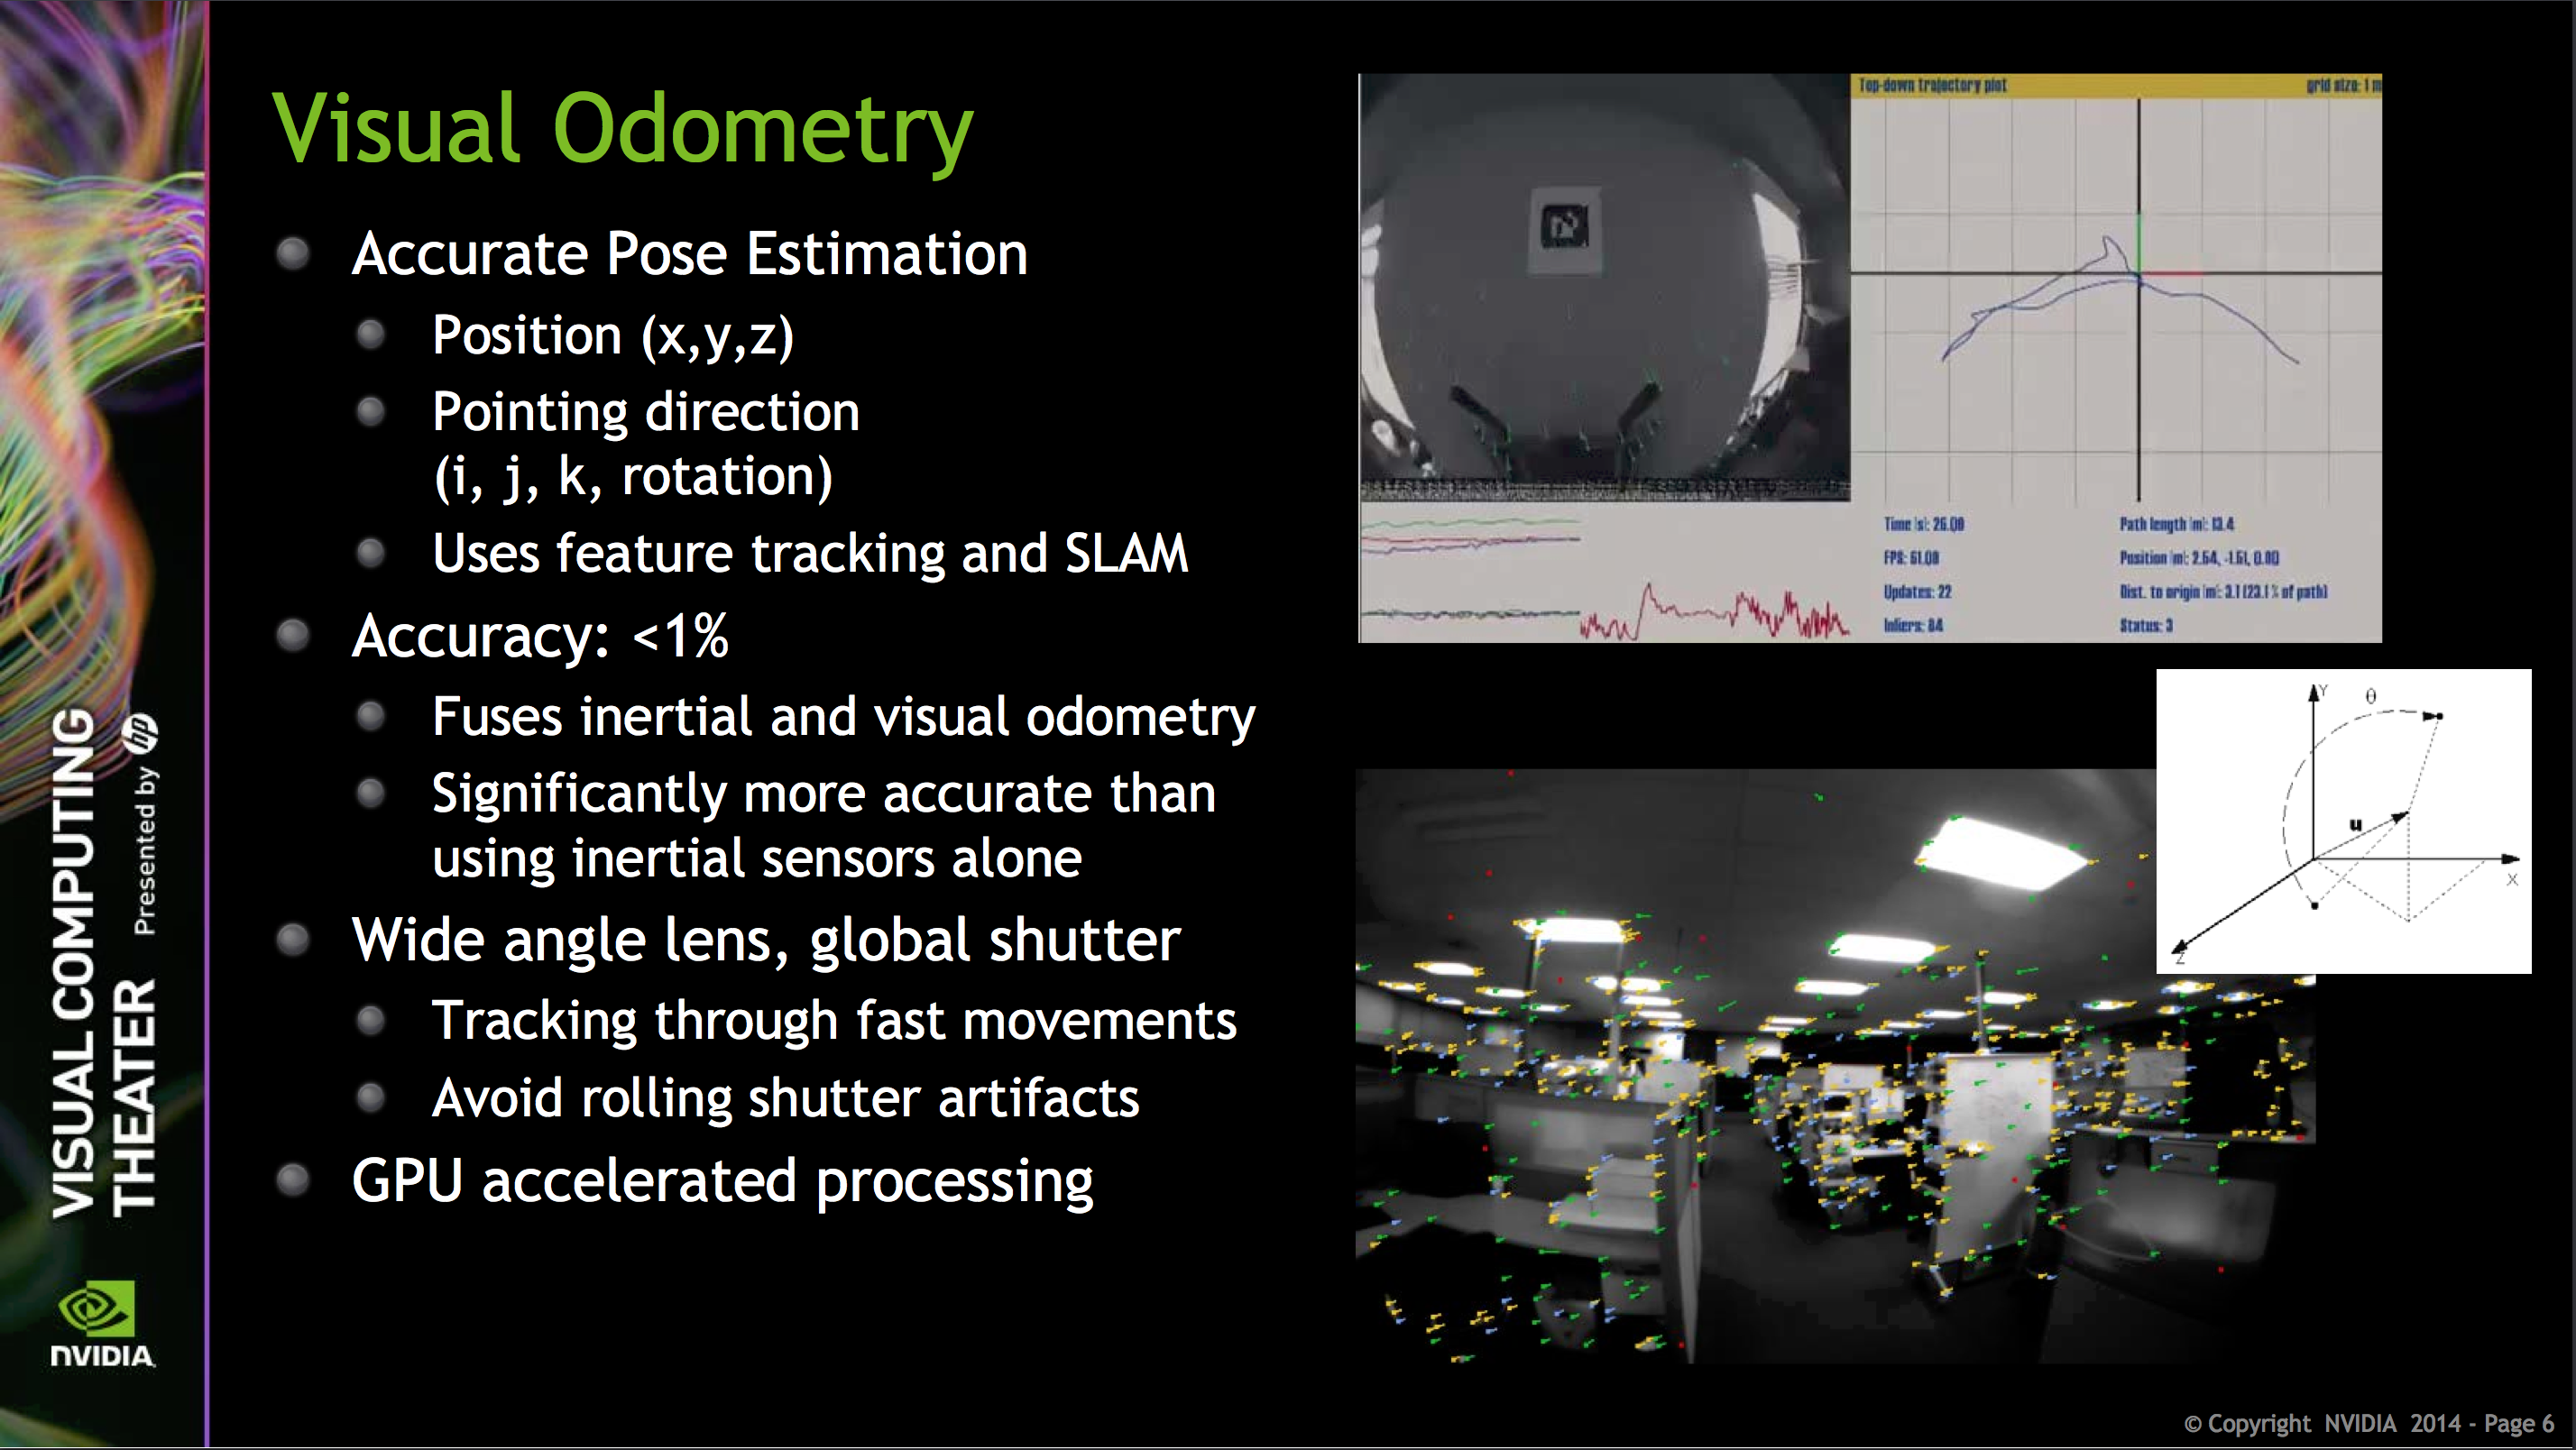 Visual Odometry
Accurate Pose Estimation
Position (x,y,z)
Pointing direction
(i, j, k, rotation)
Uses feature tracking and SLAM
Accuracy: <1%
Fuses inertial and visual odometry
Significantly more accurate than
using inertial sensors alone
Wide angle lens, global shutter
Tracking through fast movements
Avoid rolling shutter artifacts
GPU accelerated processing
Top-down trajectory plot
grid size: 1 m
Time [s]: 26.00
Path length [m]: 13.4
FPS: 61.00
Position [m]: 2.64, -1.51, 0.80
Updates: 22
Dist. to origin [m]: 3.1 (23.1 % of path)
Inliers: 84
Status: 3
Y
θ
u
X
Z
VISUAL COMPUTING
THEATER
Presented by hp
NVIDIA
© Copyright NVIDIA 2014 - Page 6